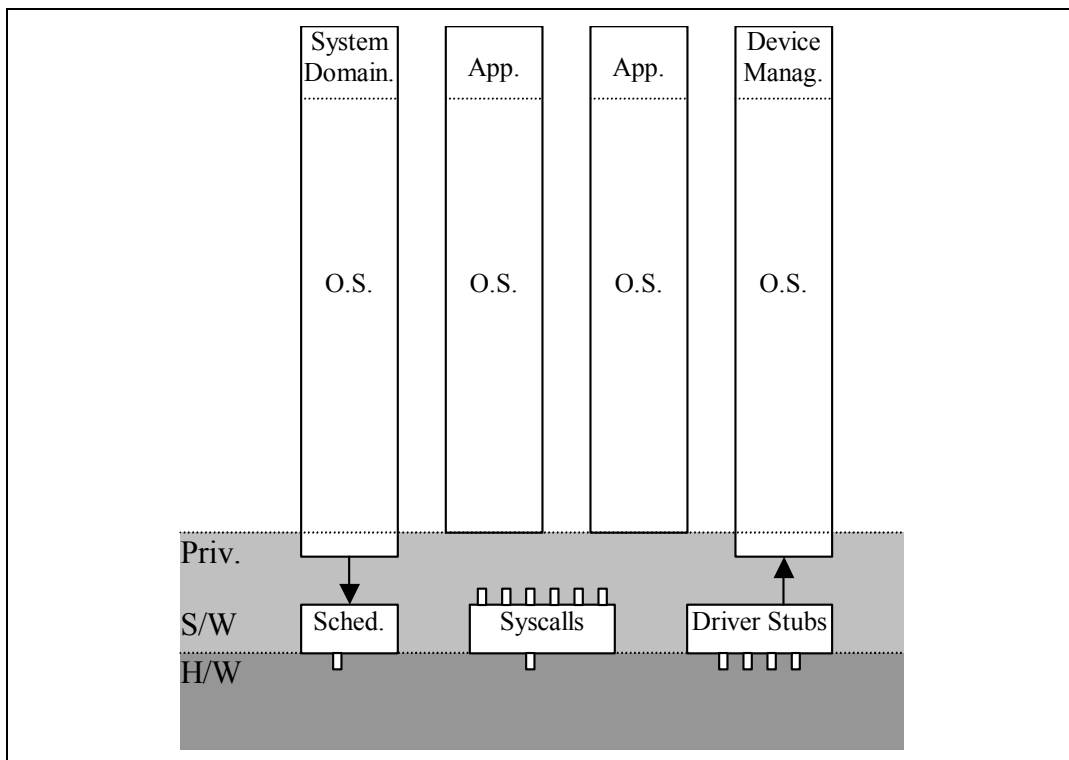 System
Domain.
App.
App.
Device
Manag.
O.S.
O.S.
O.S.
O.S.
Priv.
S/W
Sched.
Syscalls
Driver Stubs
H/W